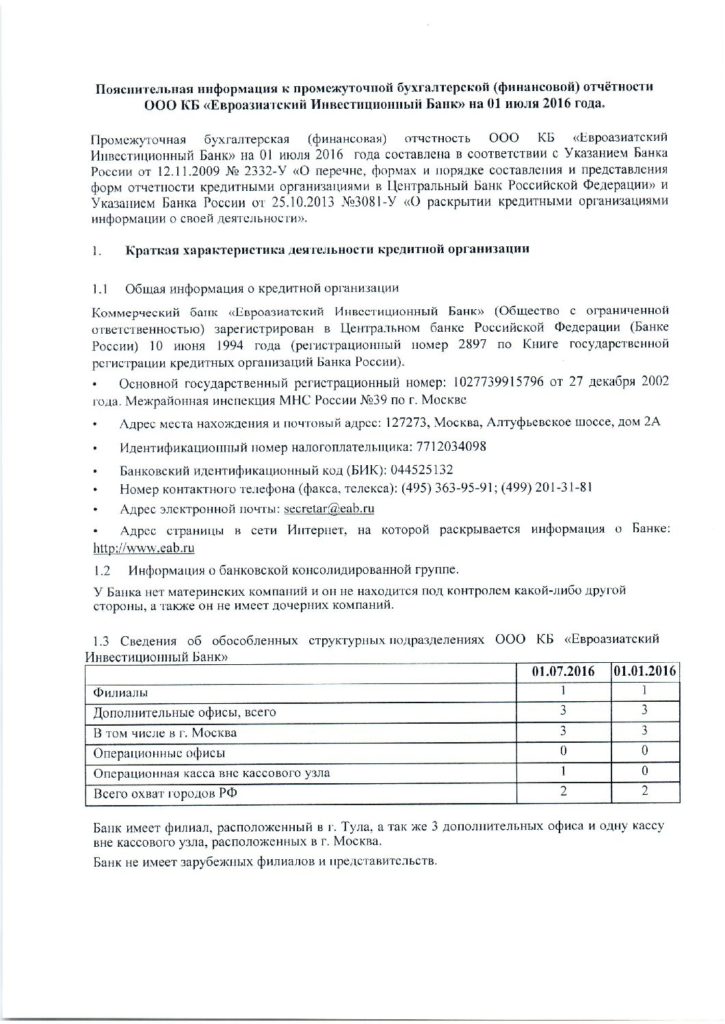 Пояснительная информация к промежуточной бухгалтерской (финансовой) отчётности
ООО КБ «Евроазиатский Инвестиционный Банк» на 01 июля 2016 года.
Промежуточная бухгалтерская (финансовая) отчетность ООО КБ «Евроазиатский
Инвестиционный Банк» на 01 июля 2016 года составлена в соответствии с Указанием Банка
России от 12.11.2009 № 2332-У «О перечне, формах и порядке составления и представления
форм отчетности кредитными организациями в Центральный Банк Российской Федерации» и
Указанием Банка России от 25.10.2013 №3081-У «О раскрытии кредитными организациями
информации о своей деятельности».
1. Краткая характеристика деятельности кредитной организации
1.1 Общая информация о кредитной организации
Коммерческий банк «Евроазиатский Инвестиционный Банк» (Общество с ограниченной
ответственностью) зарегистрирован в Центральном банке Российской Федерации (Банке
России) 10 июня 1994 года (регистрационный номер 2897 по Книге государственной
регистрации кредитных организаций Банка России).
• Основной государственный регистрационный номер: 1027739915796 от 27 декабря 2002
года. Межрайонная инспекция МНС России №39 по г. Москве
• Адрес места нахождения и почтовый адрес: 127273, Москва, Алтуфьевское шоссе, дом 2А
• Идентификационный номер налогоплательщика: 7712034098
• Банковский идентификационный код (БИК): 044525132
• Номер контактного телефона (факса, телекса): (495) 363-95-91; (499) 201-31-81
• Адрес электронной почты: secretar@eab.ru
• Адрес страницы в сети Интернет, на которой раскрывается информация о Банке:
http://www.eab.ru
1.2 Информация о банковской консолидированной группе.
У Банка нет материнских компаний и он не находится под контролем какой-либо другой
стороны, а также он не имеет дочерних компаний.
1.3 Сведения об обособленных структурных подразделениях ООО КБ «Евроазиатский
Инвестиционный Банк»
01.07.2016 01.01.2016
Филиалы 1 1
Дополнительные офисы, всего 3 3
В том числе в г. Москва 3 3
Операционные офисы 0 0
Операционная касса вне кассового узла 1 0
Всего охват городов РФ 2 2
Банк имеет филиал, расположенный в г. Тула, а так же 3 дополнительных офиса и одну кассу
вне кассового узла, расположенных в г. Москва.
Банк не имеет зарубежных филиалов и представительств.